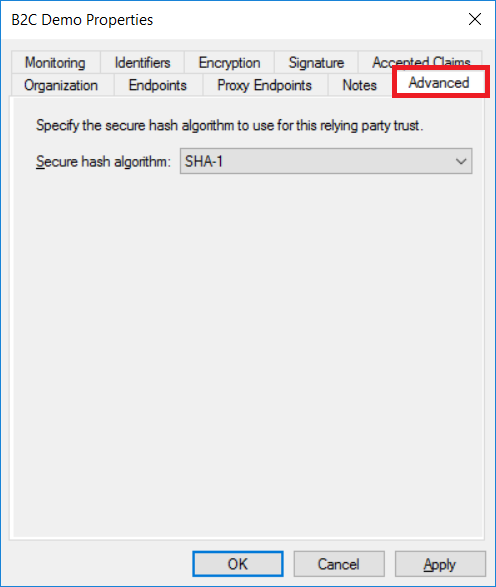 B2C Demo Properties
Monitoring Identifiers Encryption Signature Accepted Claims
Organization Endpoints Proxy Endpoints Notes Advanced
Specify the secure hash algorithm to use for this relying party trust.
Secure hash algorithm: SHA-1
OK Cancel Apply